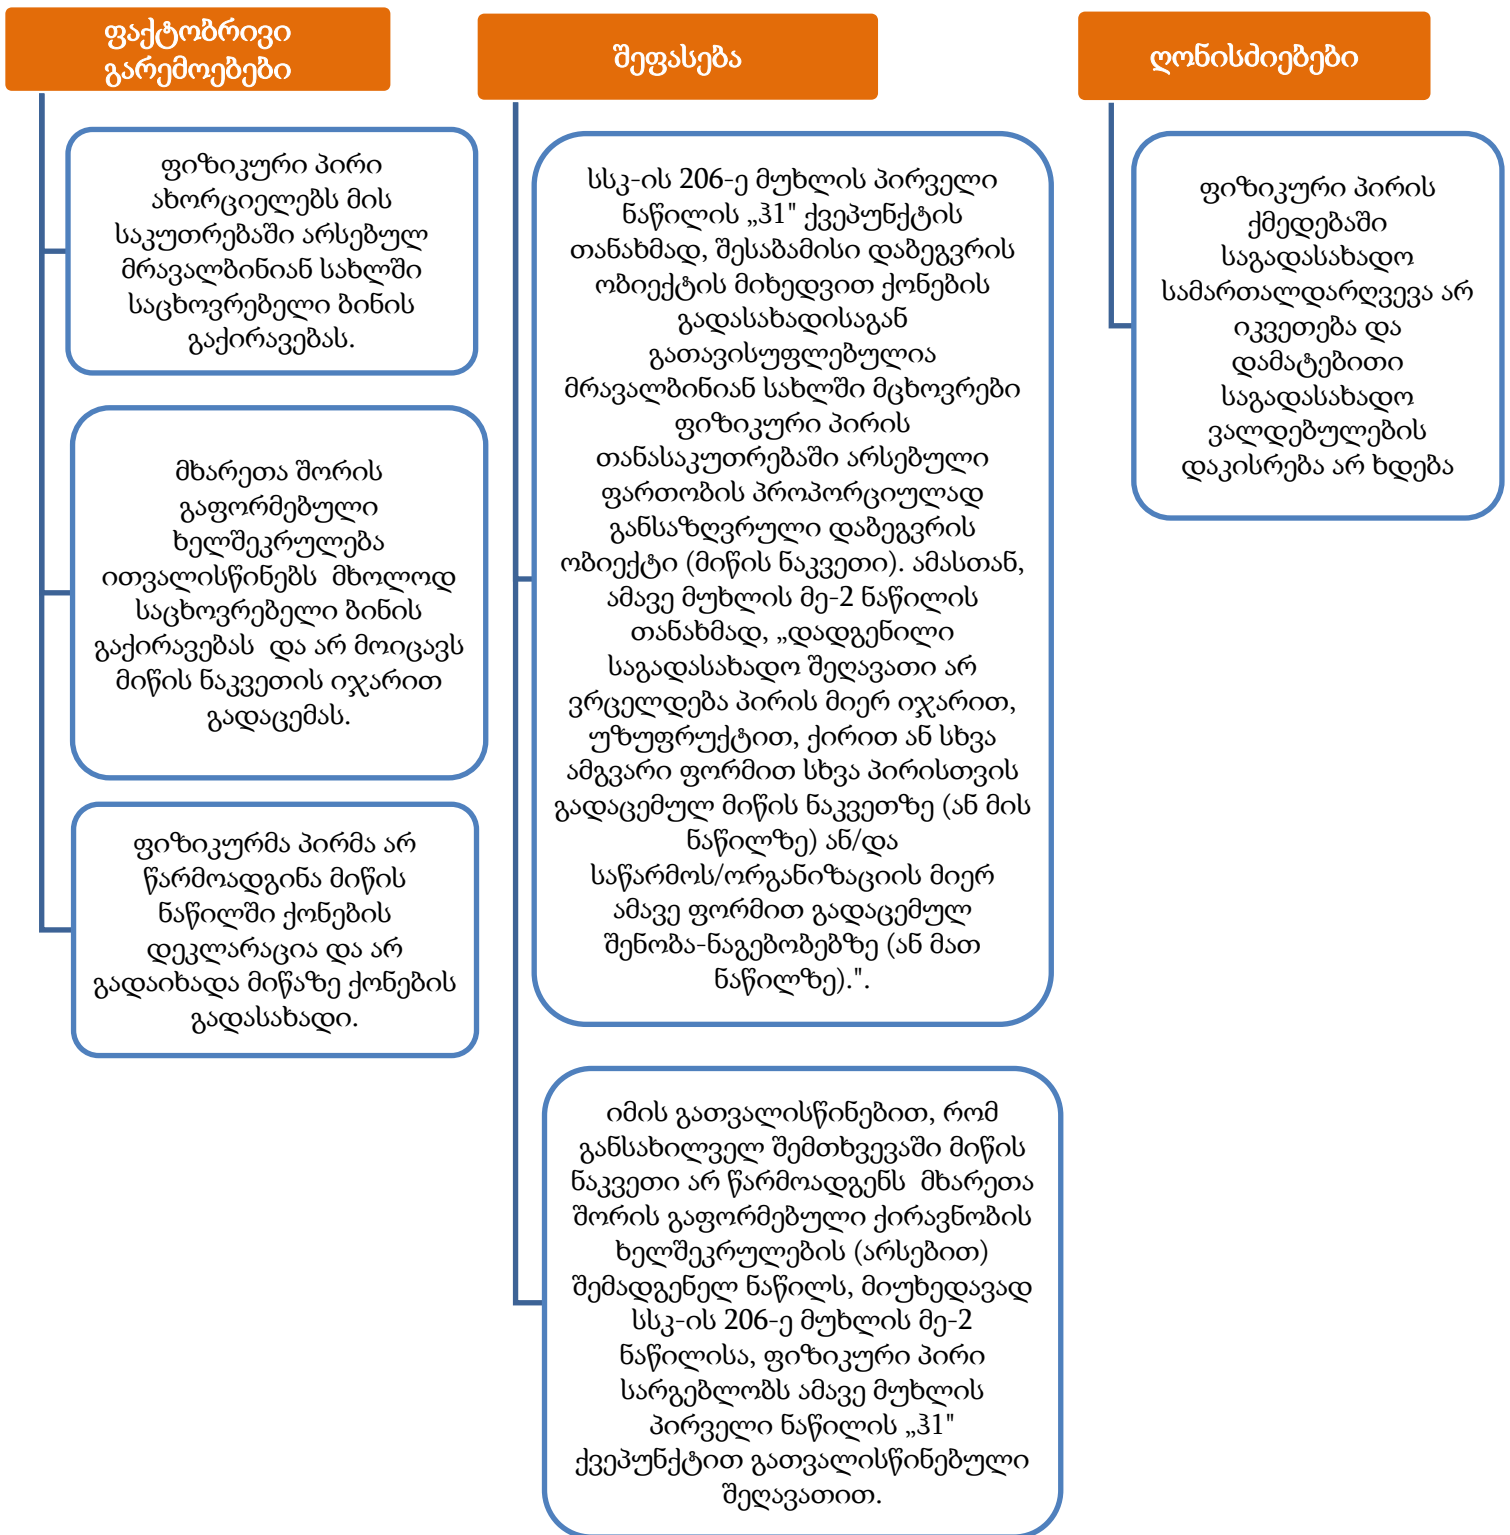 ფაქტობრივი
გარემოებები
ფიზიკური პირი
ახორციელებს მის
საკუთრებაში არსებულ
მრავალბინიან სახლში
საცხოვრებელი ბინის
გაქირავებას.
მხარეთა შორის
გაფორმებული
ხელშეკრულება
ითვალისწინებს მხოლოდ
საცხოვრებელი ბინის
გაქირავებას და არ მოიცავს
მიწის ნაკვეთის იჯარით
გადაცემას.
ფიზიკურმა პირმა არ
წარმოადგინა მიწის
ნაწილში ქონების
დეკლარაცია და არ
გადაიხადა მიწაზე ქონების
გადასახადი.
შეფასება
სსკ-ის 206-ე მუხლის პირველი
ნაწილის „პ1" ქვეპუნქტის
თანახმად, შესაბამისი დაბეგვრის
ობიექტის მიხედვით ქონების
გადასახადისაგან
გათავისუფლებულია
მრავალბინიან სახლში მცხოვრები
ფიზიკური პირის
თანასაკუთრებაში არსებული
ფართობის პროპორციულად
განსაზღვრული დაბეგვრის
ობიექტი (მიწის ნაკვეთი). ამასთან,
ამავე მუხლის მე-2 ნაწილის
თანახმად, „დადგენილი
საგადასახადო შეღავათი არ
ვრცელდება პირის მიერ იჯარით,
უზუფრუქტით, ქირით ან სხვა
ამგვარი ფორმით სხვა პირისთვის
გადაცემულ მიწის ნაკვეთზე (ან მის
ნაწილზე) ან/და
საწარმოს/ორგანიზაციის მიერ
ამავე ფორმით გადაცემულ
შენობა-ნაგებობებზე (ან მათ
ნაწილზე).".
იმის გათვალისწინებით, რომ
განსახილველ შემთხვევაში მიწის
ნაკვეთი არ წარმოადგენს მხარეთა
შორის გაფორმებული ქირავნობის
ხელშეკრულების (არსებით)
შემადგენელ ნაწილს, მიუხედავად
სსკ-ის 206-ე მუხლის მე-2
ნაწილისა, ფიზიკური პირი
სარგებლობს ამავე მუხლის
პირველი ნაწილის „პ1"
ქვეპუნქტით გათვალისწინებული
შეღავათით.
ღონისძიებები
ფიზიკური პირის
ქმედებაში
საგადასახადო
სამართალდარღვევა არ
იკვეთება და
დამატებითი
საგადასახადო
ვალდებულების
დაკისრება არ ხდება